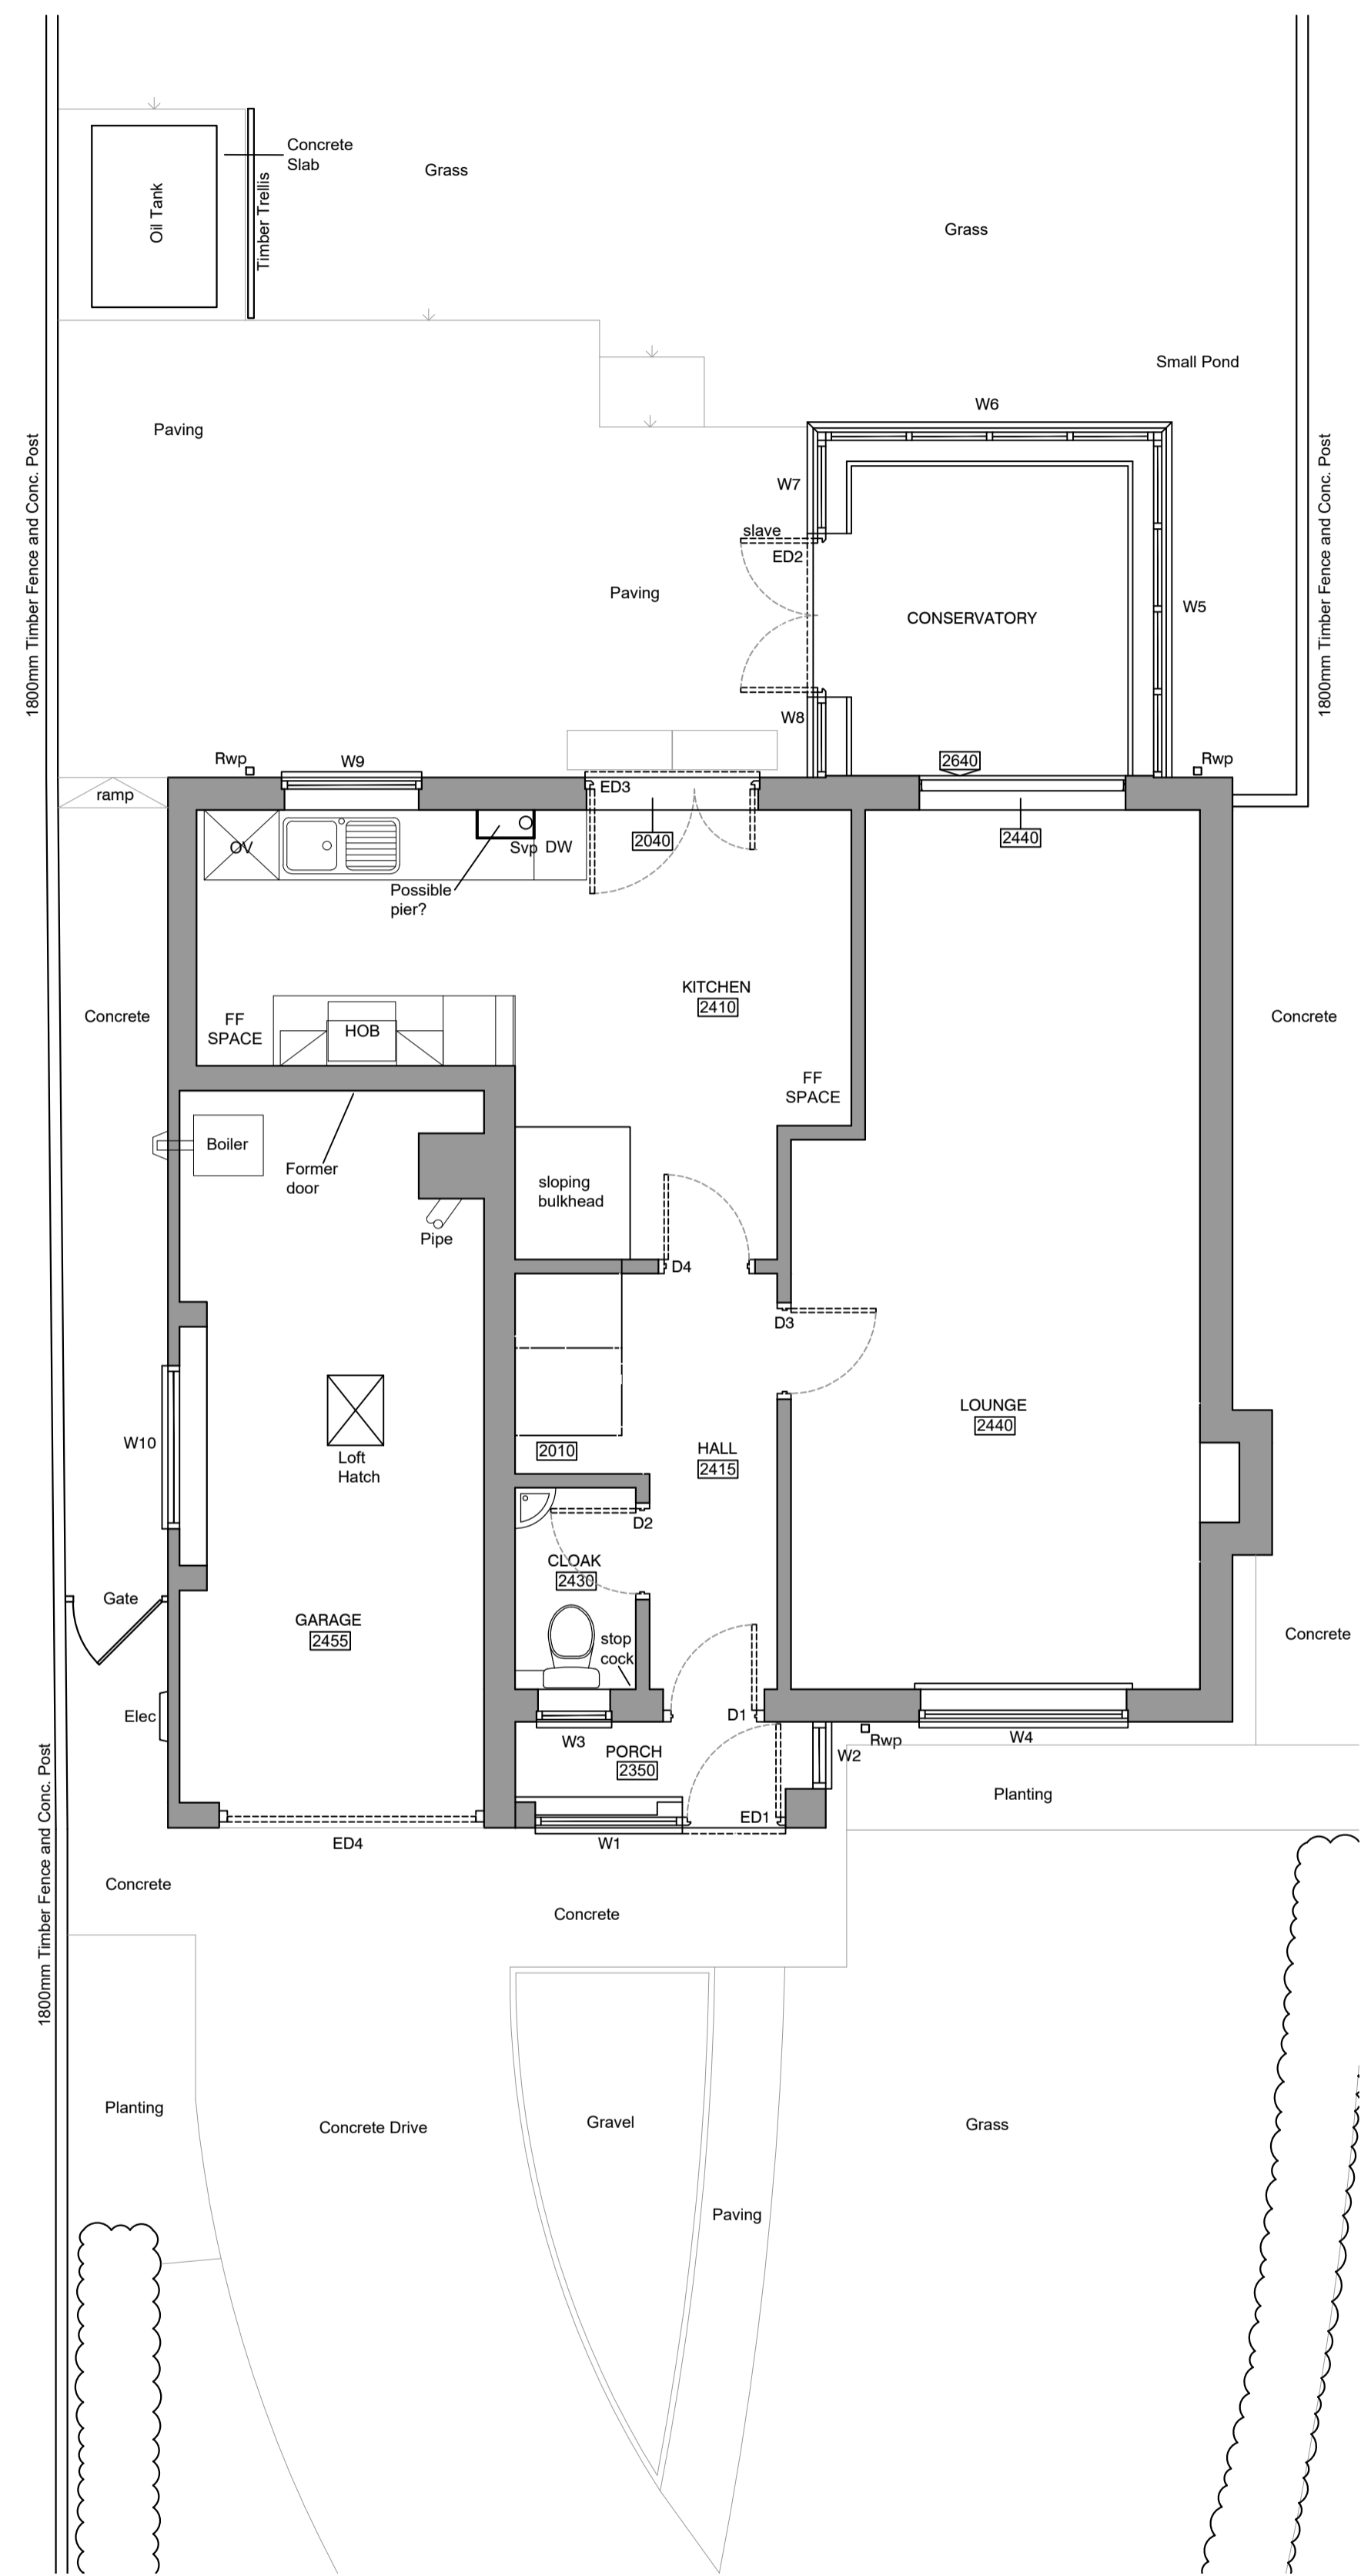 Concrete
Slab
Grass
Oil Tank
Timber Trellis
Grass
Small Pond
W6
Paving
1800mm Timber Fence and Conc. Post
1800mm Timber Fence and Conc. Post
W7
slave
ED2
Paving
CONSERVATORY
W5
W8
Rwp
W9
2640
Rwp
ramp
ED3
OV
Svp
DW
2040
2440
Possible
pier?
KITCHEN
2410
Concrete
FF
SPACE
HOB
Concrete
FF
SPACE
Boiler
Former
door
sloping
bulkhead
Pipe
D4
D3
LOUNGE
2440
W10
Loft
Hatch
2010
HALL
2415
D2
CLOAK
2430
Gate
GARAGE
2455
stop
cock
Concrete
Elec
D1
W3
PORCH
2350
W2
Rwp
W4
Planting
ED1
ED4
W1
1800mm Timber Fence and Conc. Post
Concrete
Concrete
Planting
Concrete Drive
Gravel
Grass
Paving